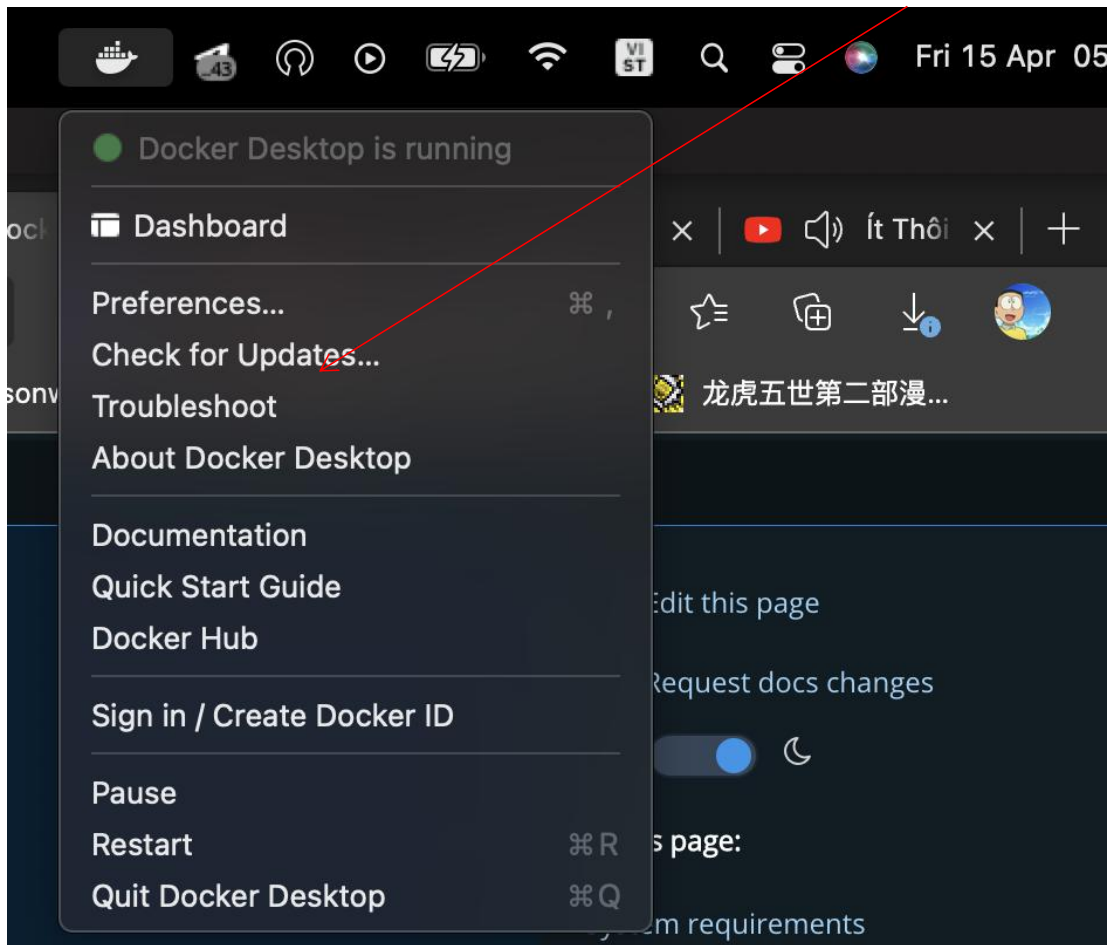 43
VI
ST
Fri 15 Apr 05
Docker Desktop is running
Dashboard
Ít Thôi
Preferences... ⌘ ,
Check for Updates...
Troubleshoot
龙虎五世第二部漫...
About Docker Desktop
Documentation
Quick Start Guide
Edit this page
Docker Hub
Request docs changes
Sign in / Create Docker ID
Pause
Restart ⌘ R
s page:
Quit Docker Desktop ⌘ Q
em requirements